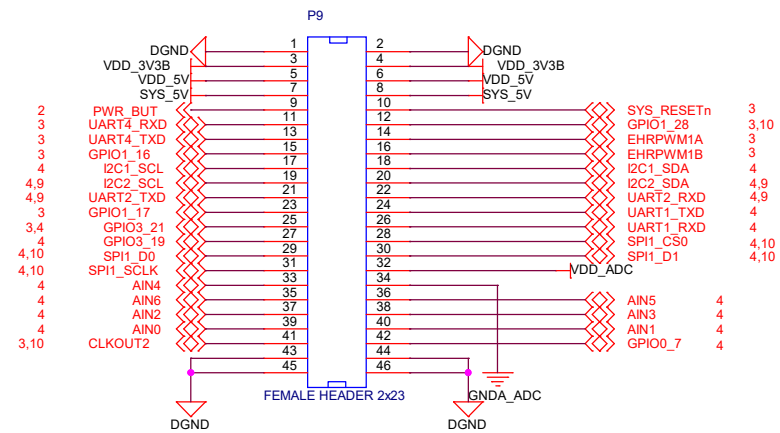 P9
DGND 1 2 DGND
VDD_3V3B 3 4 VDD_3V3B
VDD_5V 5 6 VDD_5V
SYS_5V 7 8 SYS_5V
2 PWR_BUT 9 10 SYS_RESETn 3
3 UART4_RXD 11 12 GPIO1_28 3,10
3 UART4_TXD 13 14 EHRPWM1A 3
3 GPIO1_16 15 16 EHRPWM1B 3
4 I2C1_SCL 17 18 I2C1_SDA 4
4,9 I2C2_SCL 19 20 I2C2_SDA 4,9
4,9 UART2_TXD 21 22 UART2_RXD 4,9
3 GPIO1_17 23 24 UART1_TXD 4
3,4 GPIO3_21 25 26 UART1_RXD 4
4 GPIO3_19 27 28 SPI1_CS0 4,10
4,10 SPI1_D0 29 30 SPI1_D1 4,10
4,10 SPI1_SCLK 31 32 VDD_ADC
4 AIN4 33 34
4 AIN6 35 36 AIN5 4
4 AIN2 37 38 AIN3 4
4 AIN0 39 40 AIN1 4
3,10 CLKOUT2 41 42 GPIO0_7 4
43 44
45 46
FEMALE HEADER 2x23 GNDA_ADC
DGND DGND